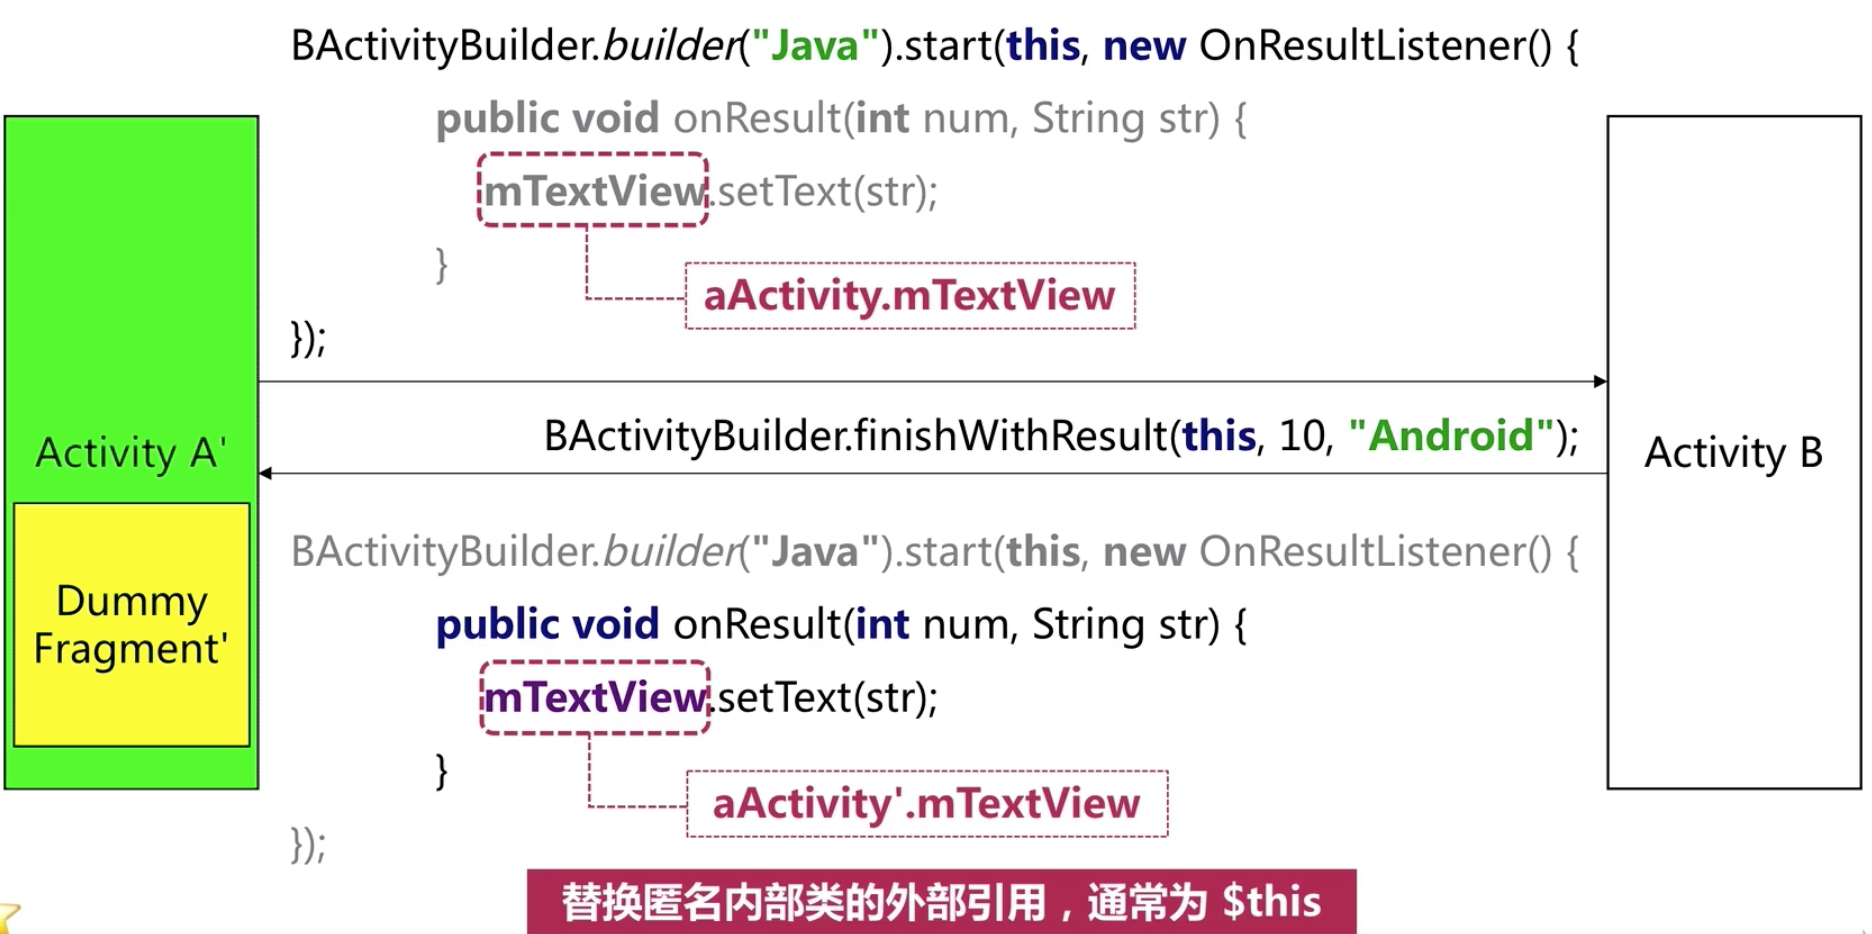 BActivityBuilder.builder("Java").start(this, new OnResultListener() {
public void onResult(int num, String str) {
mTextView.setText(str);
}
aActivity.mTextView
});
Activity A'
BActivityBuilder.finishWithResult(this, 10, "Android");
Activity B
Dummy
Fragment'
BActivityBuilder.builder("Java").start(this, new OnResultListener() {
public void onResult(int num, String str) {
mTextView.setText(str);
}
aActivity'.mTextView
});
替换匿名内部类的外部引用，通常为 $this